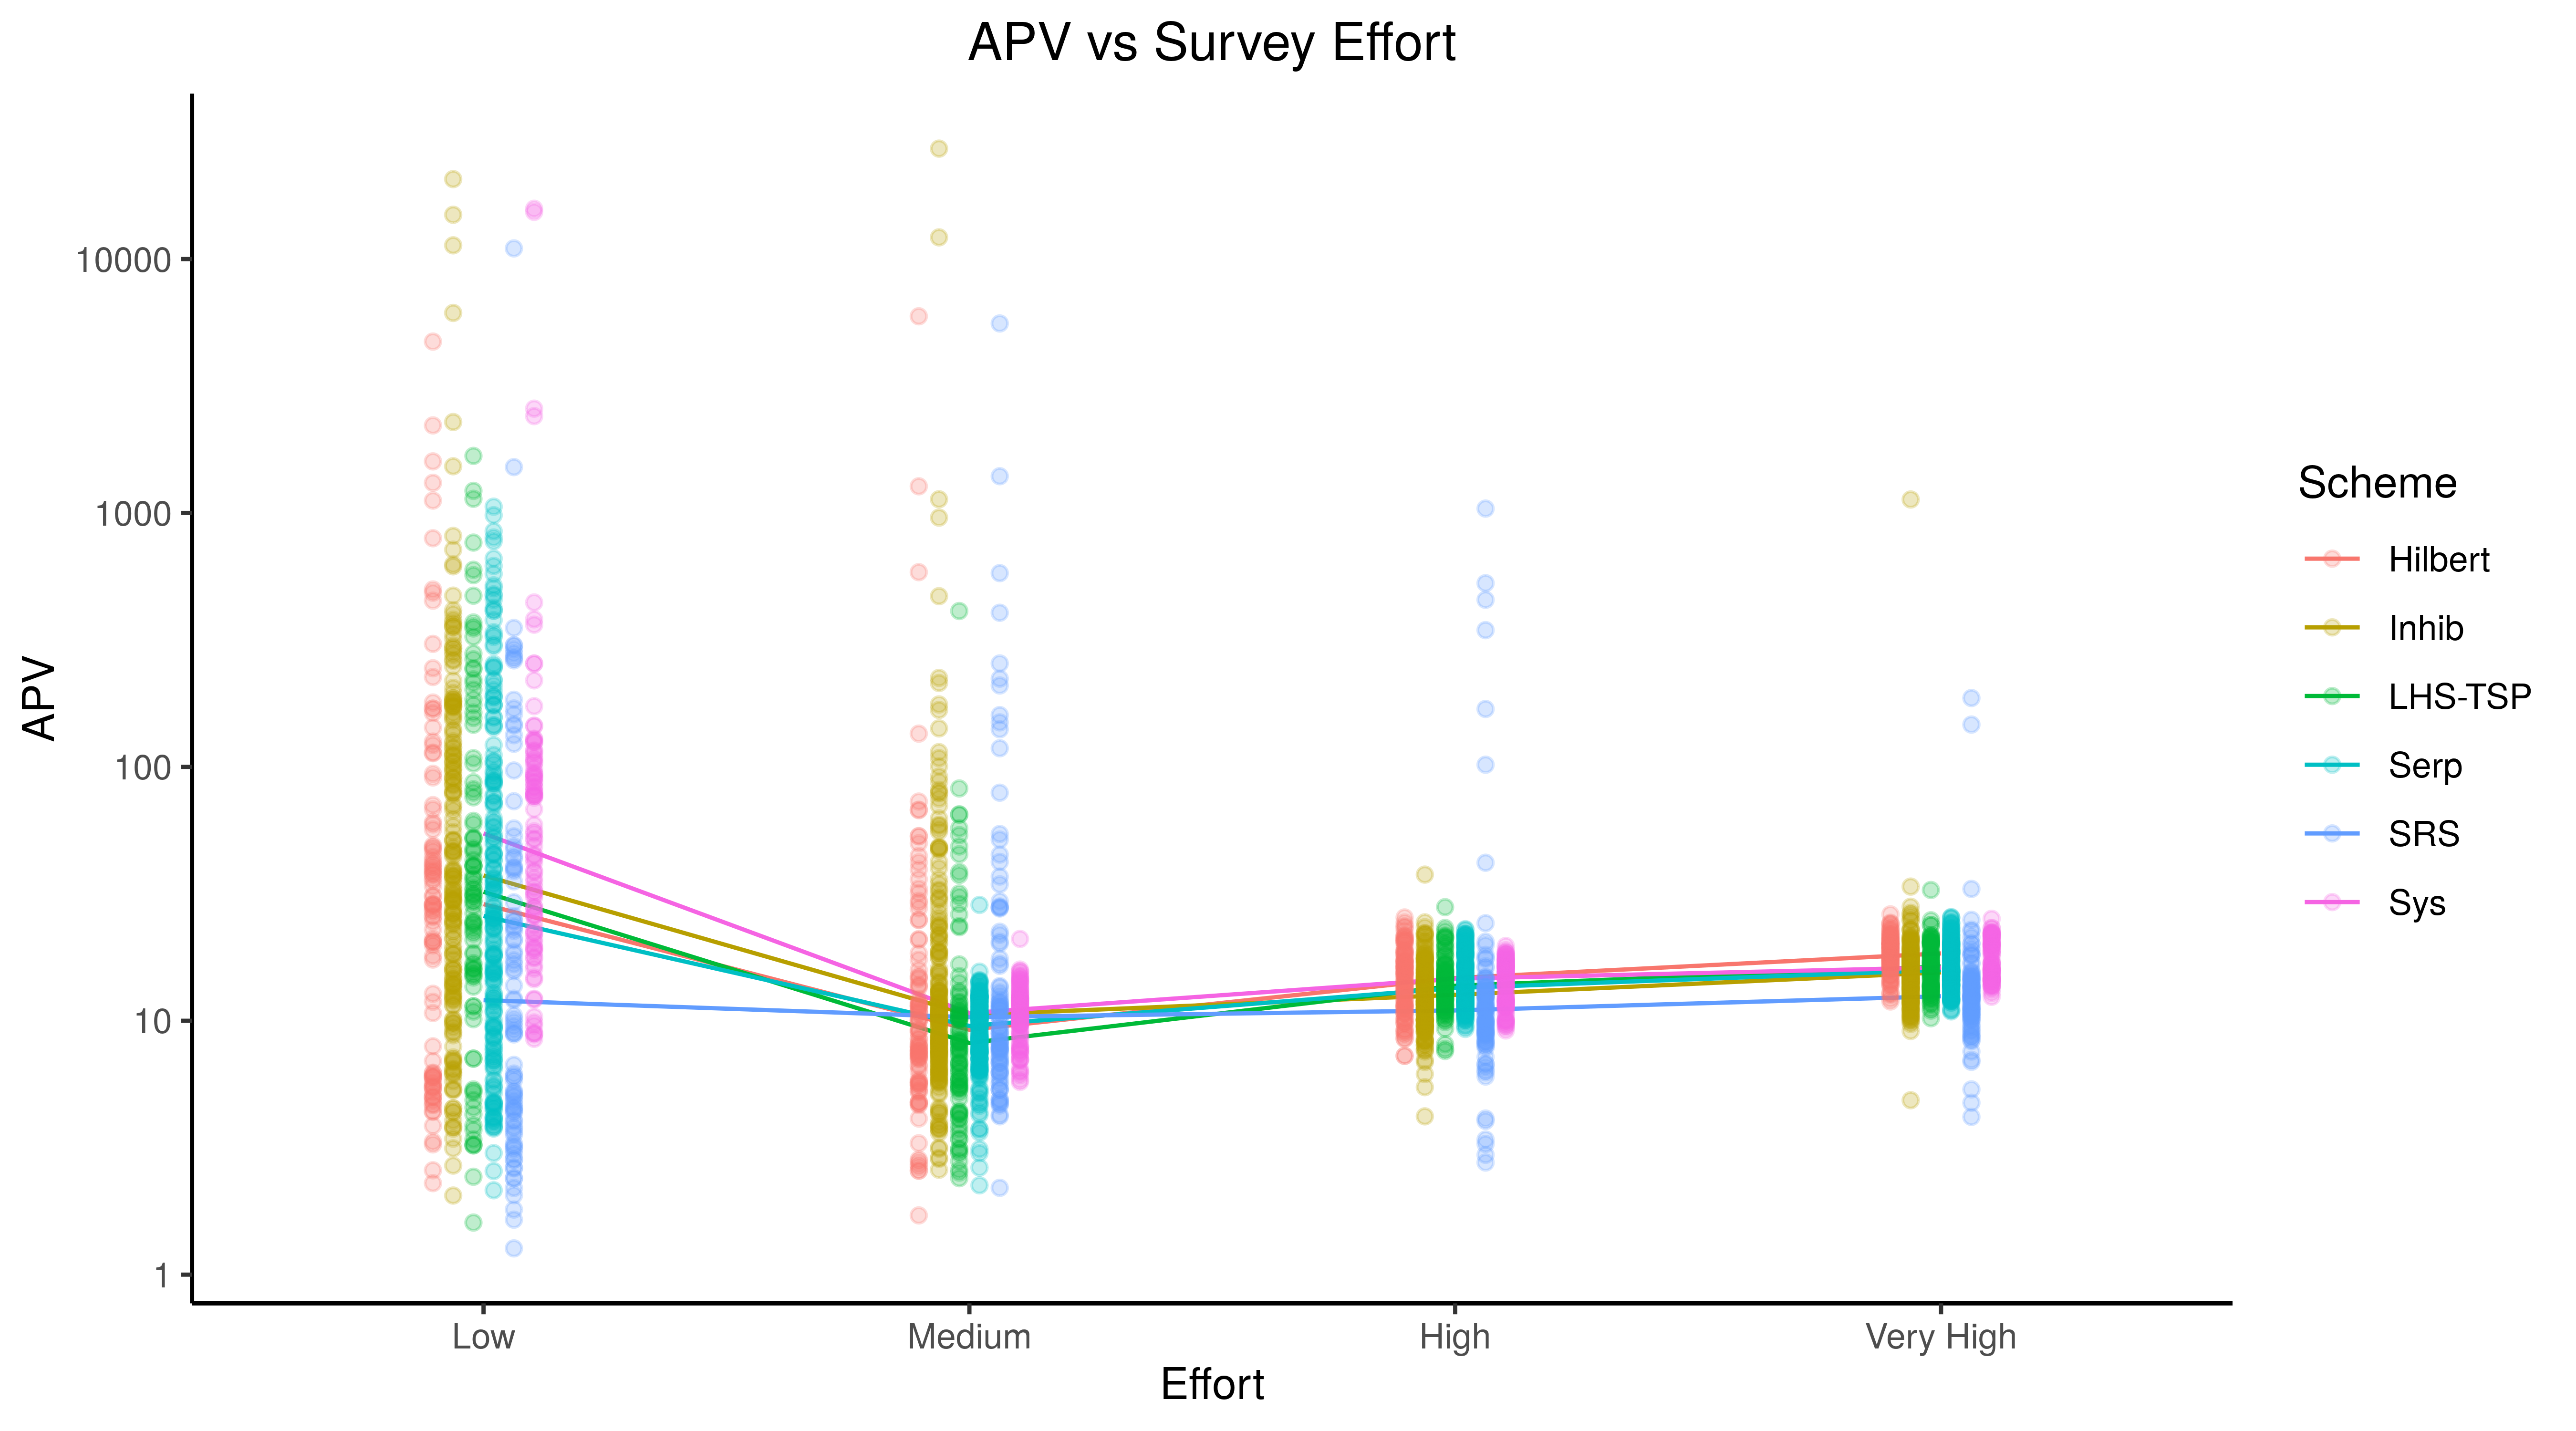 APV vs Survey Effort
APV
10000
1000
100
10
1
Low
Medium
High
Very High
Effort
Scheme
Hilbert
Inhib
LHS-TSP
Serp
SRS
Sys